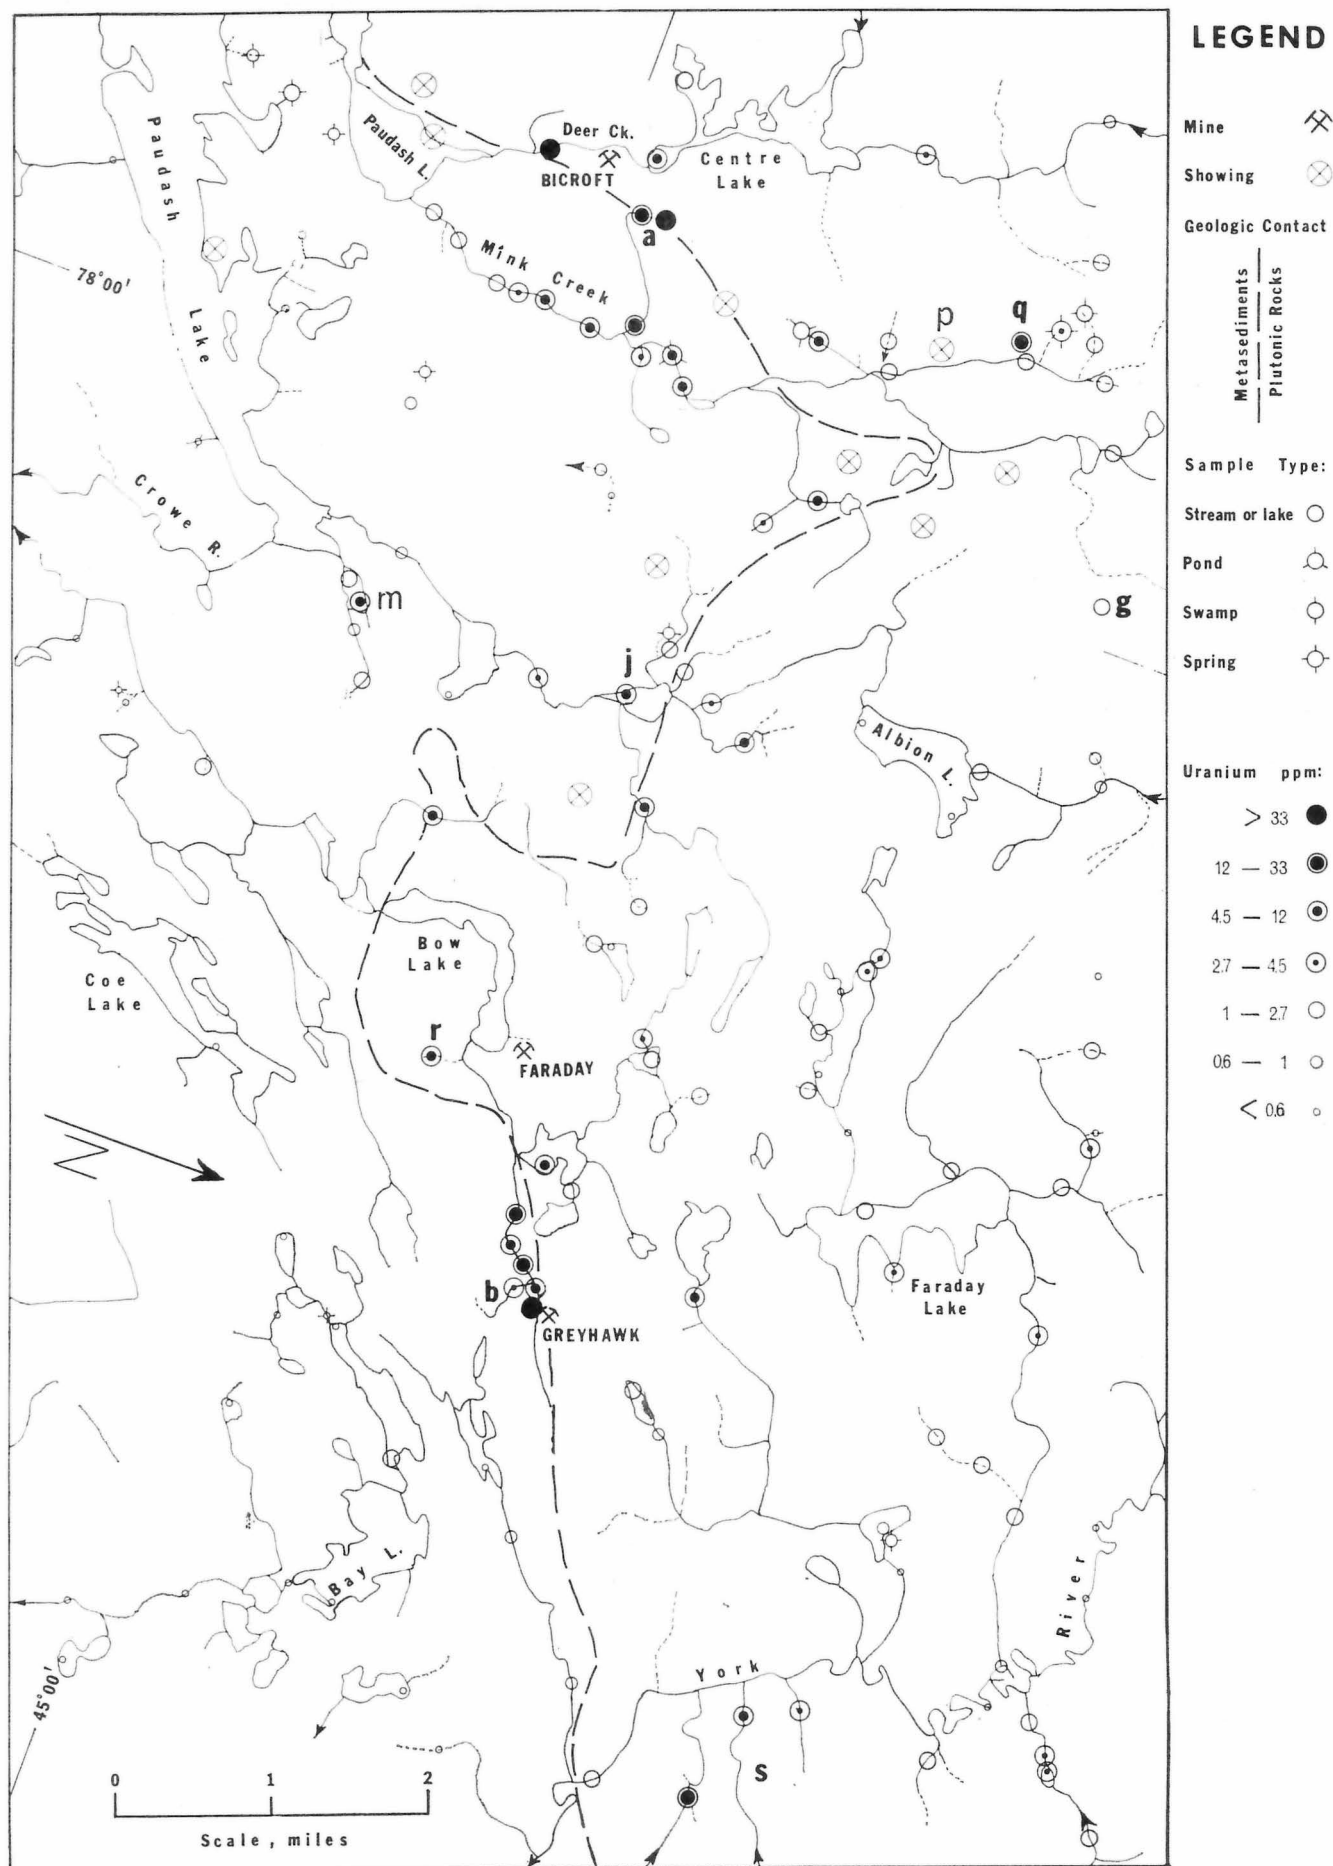 LEGEND
Mine
Showing
Geologic Contact
Metasediments
Plutonic Rocks
Sample Type:
Stream or lake
Pond
Swamp
Spring
Uranium ppm:
> 33
12 — 33
4.5 — 12
2.7 — 4.5
1 — 2.7
0.6 — 1
< 0.6
Paudash
Lake
Paudash L.
Deer Ck.
BICROFT
Centre
Lake
a
Mink Creek
78°00'
p
q
Crowe R.
m
g
j
Albion L.
Bow
Lake
Coe
Lake
r
FARADAY
N
b
GREYHAWK
Faraday
Lake
Bay L.
River
York
45°00'
s
0 1 2
Scale, miles